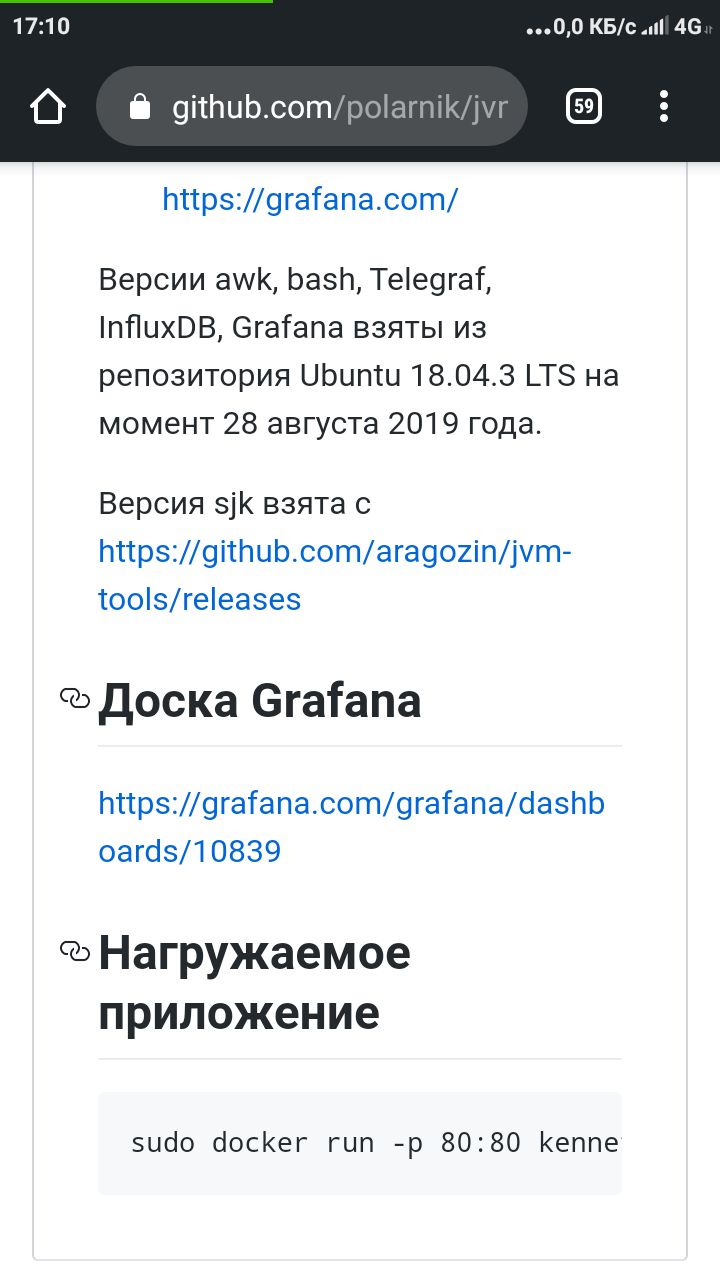 17:10
...0,0 КБ/с 4G
github.com/polarnik/jvr
59
https://grafana.com/
Версии awk, bash, Telegraf,
InfluxDB, Grafana взяты из
репозитория Ubuntu 18.04.3 LTS на
момент 28 августа 2019 года.
Версия sjk взята с
https://github.com/aragozin/jvm-
tools/releases
Доска Grafana
https://grafana.com/grafana/dashb
oards/10839
Нагружаемое
приложение
sudo docker run -p 80:80 kenne